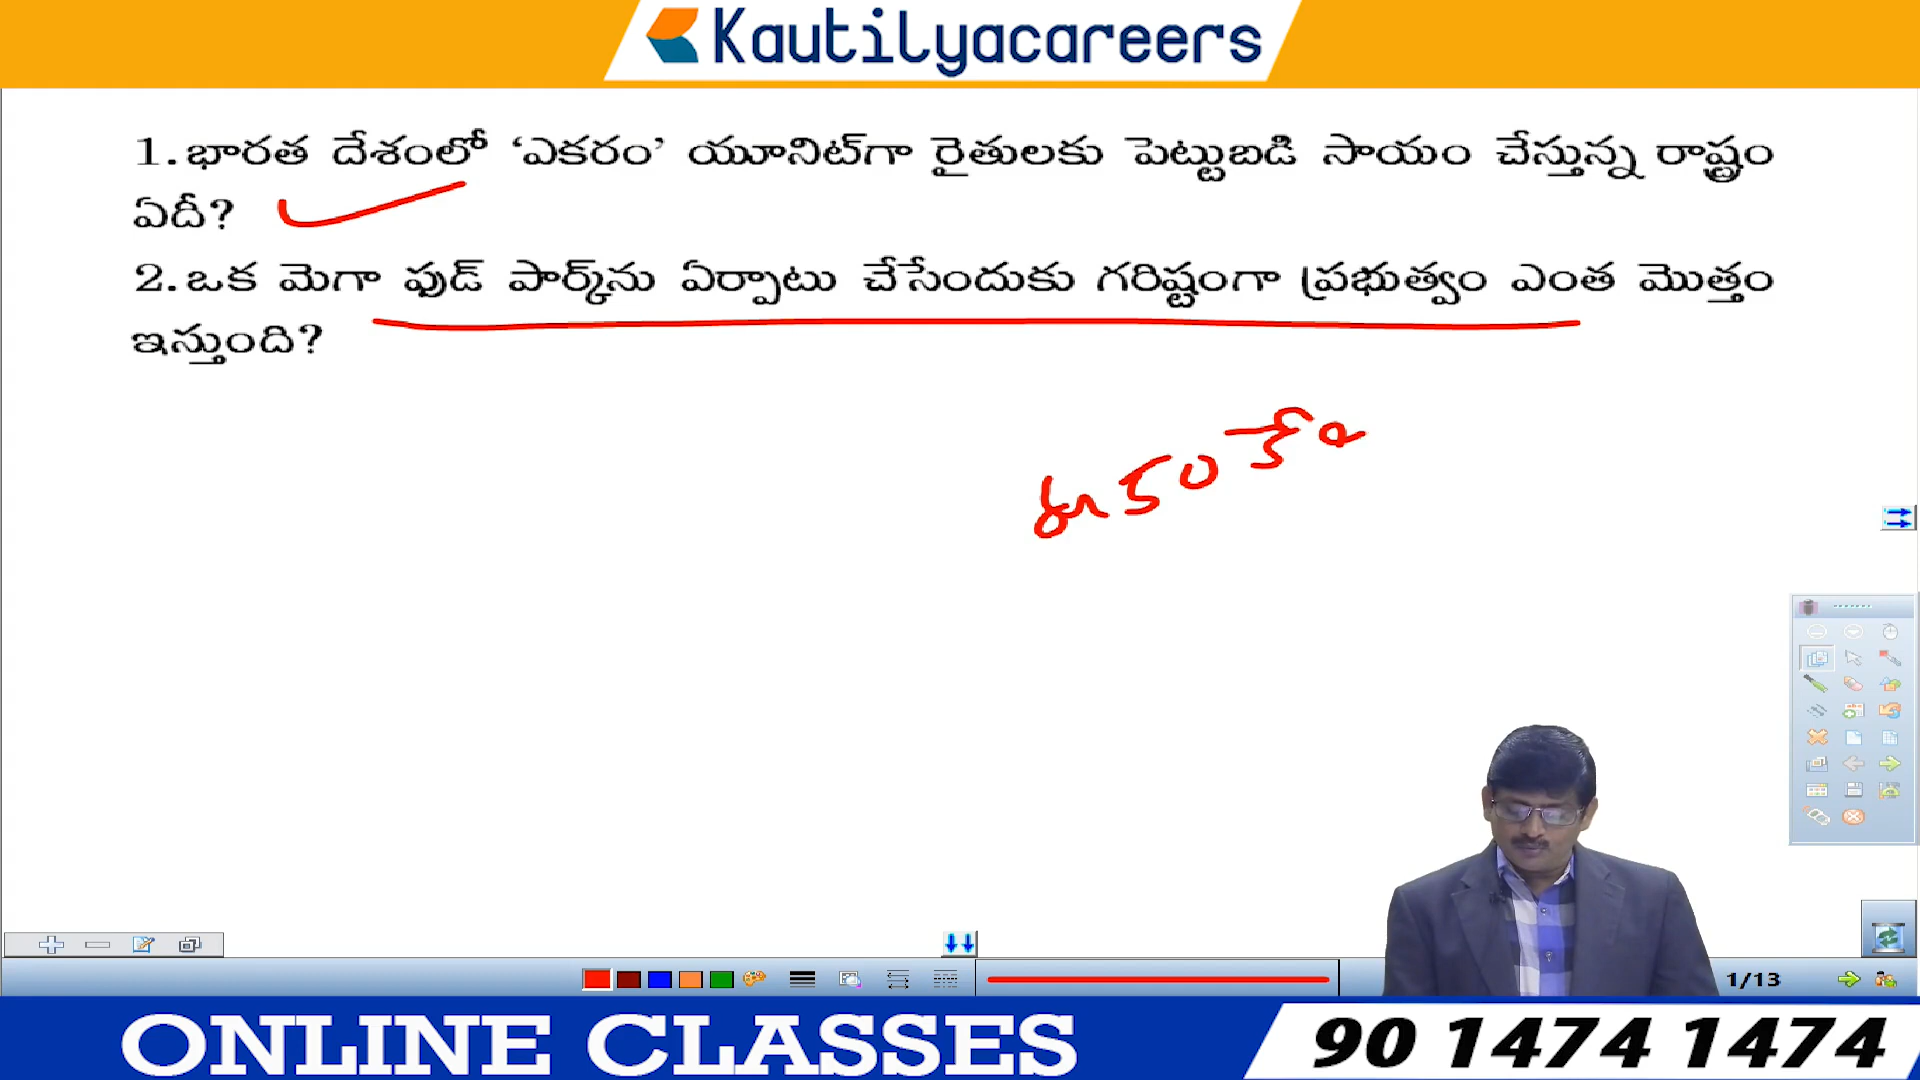 Kautilyacareers
1.భారత దేశంలో ‘ఎకరం’ యూనిట్‌గా రైతులకు పెట్టుబడి సాయం చేస్తున్న రాష్ట్రం
ఏదీ?
2.ఒక మెగా ఫుడ్ పార్క్‌ను ఏర్పాటు చేసేందుకు గరిష్టంగా ప్రభుత్వం ఎంత మొత్తం
ఇస్తుంది?
రూ 50 కో
1/13
ONLINE CLASSES
90 1474 1474